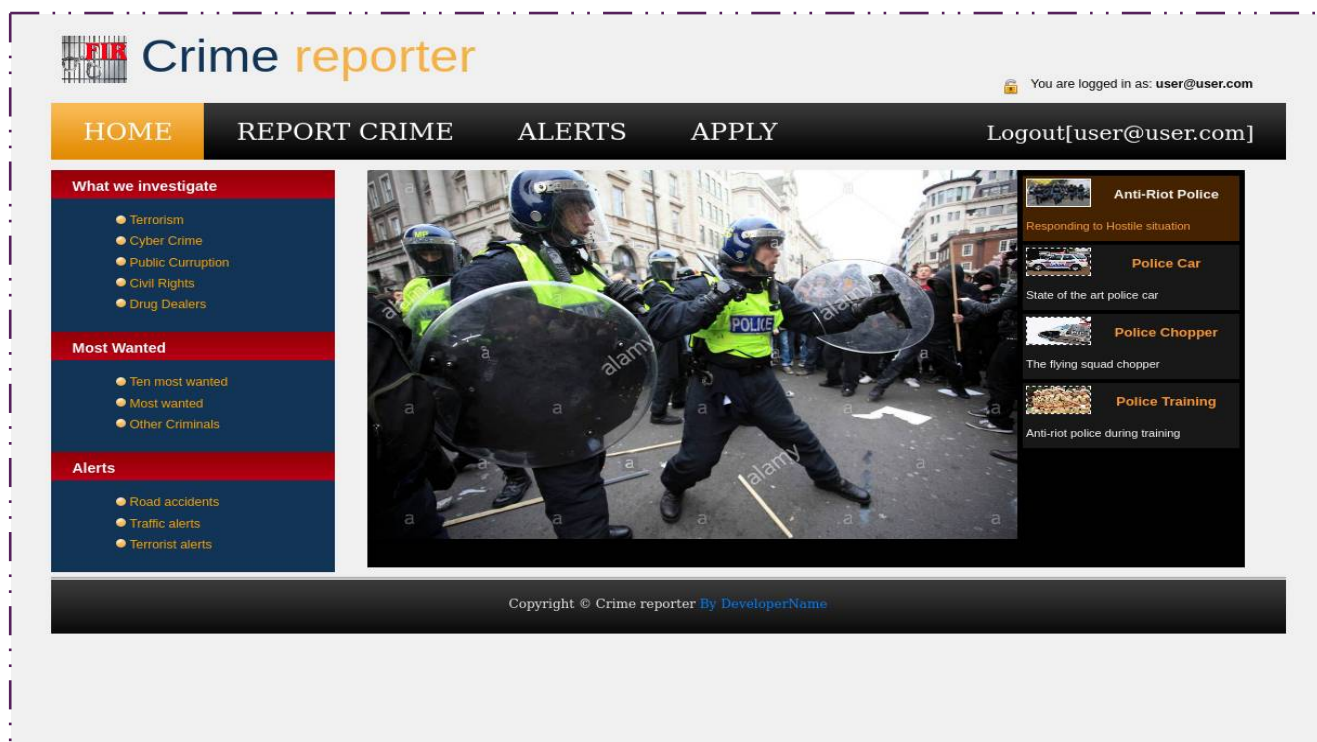 FIR
Crime reporter
You are logged in as: user@user.com
HOME
REPORT CRIME
ALERTS
APPLY
Logout[user@user.com]
What we investigate
Terrorism
Cyber Crime
Public Curruption
Civil Rights
Drug Dealers
Most Wanted
Ten most wanted
Most wanted
Other Criminals
Alerts
Road accidents
Traffic alerts
Terrorist alerts
MP
POLICE
a
alamy
alamy
alamy
Anti-Riot Police
Responding to Hostile situation
Police Car
State of the art police car
Police Chopper
The flying squad chopper
Police Training
Anti-riot police during training
Copyright © Crime reporter By DeveloperName